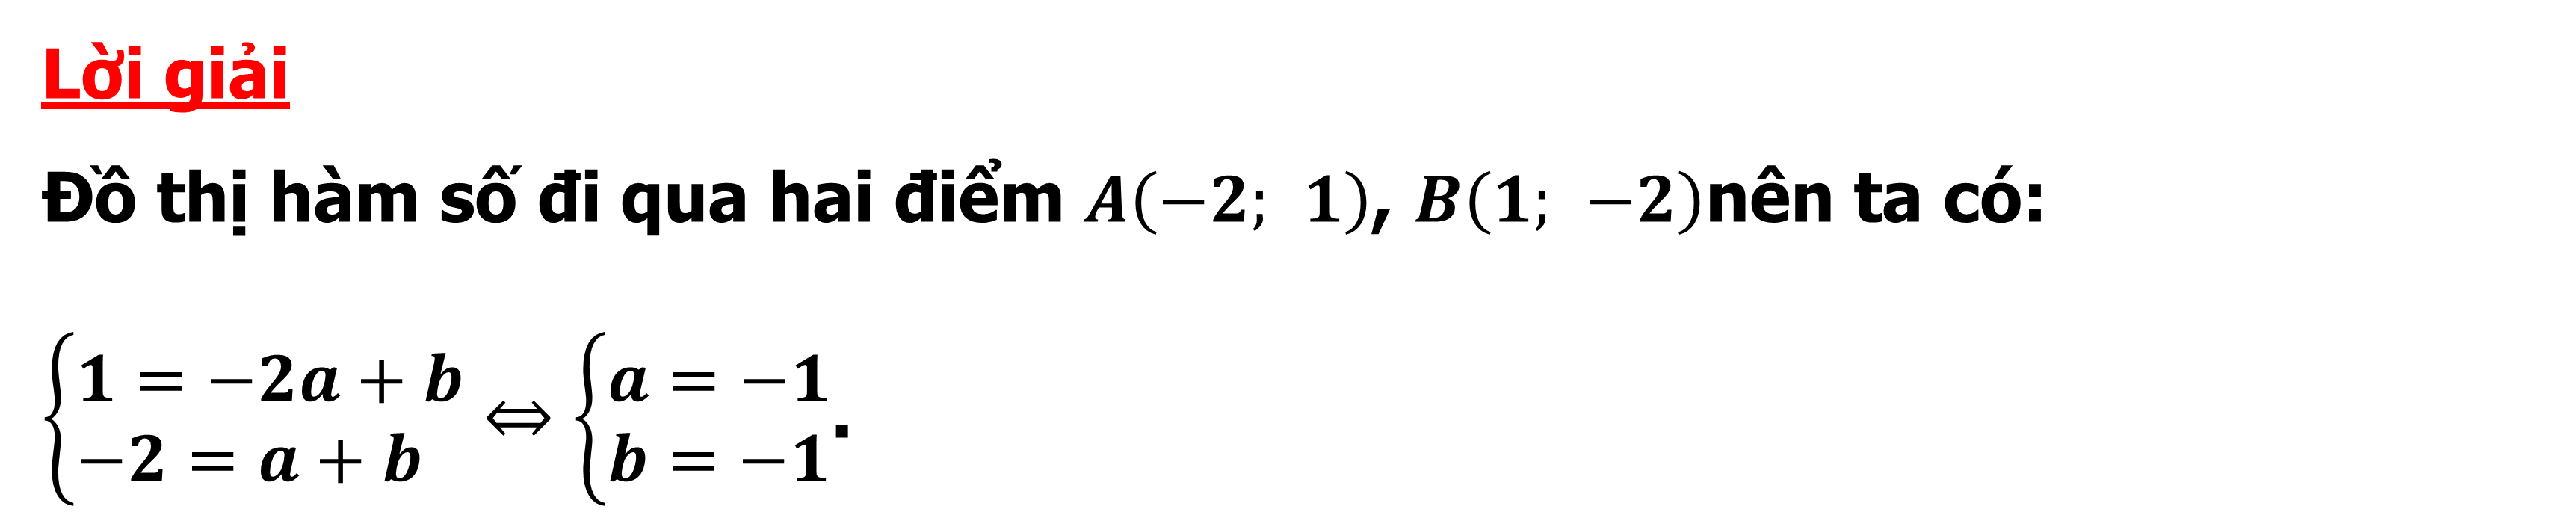 Lời giải
Đồ thị hàm số đi qua hai điểm A(−2; 1), B(1; −2)nên ta có:
{1 = −2a + b ⇔ {a = −1
{−2 = a + b {b = −1.